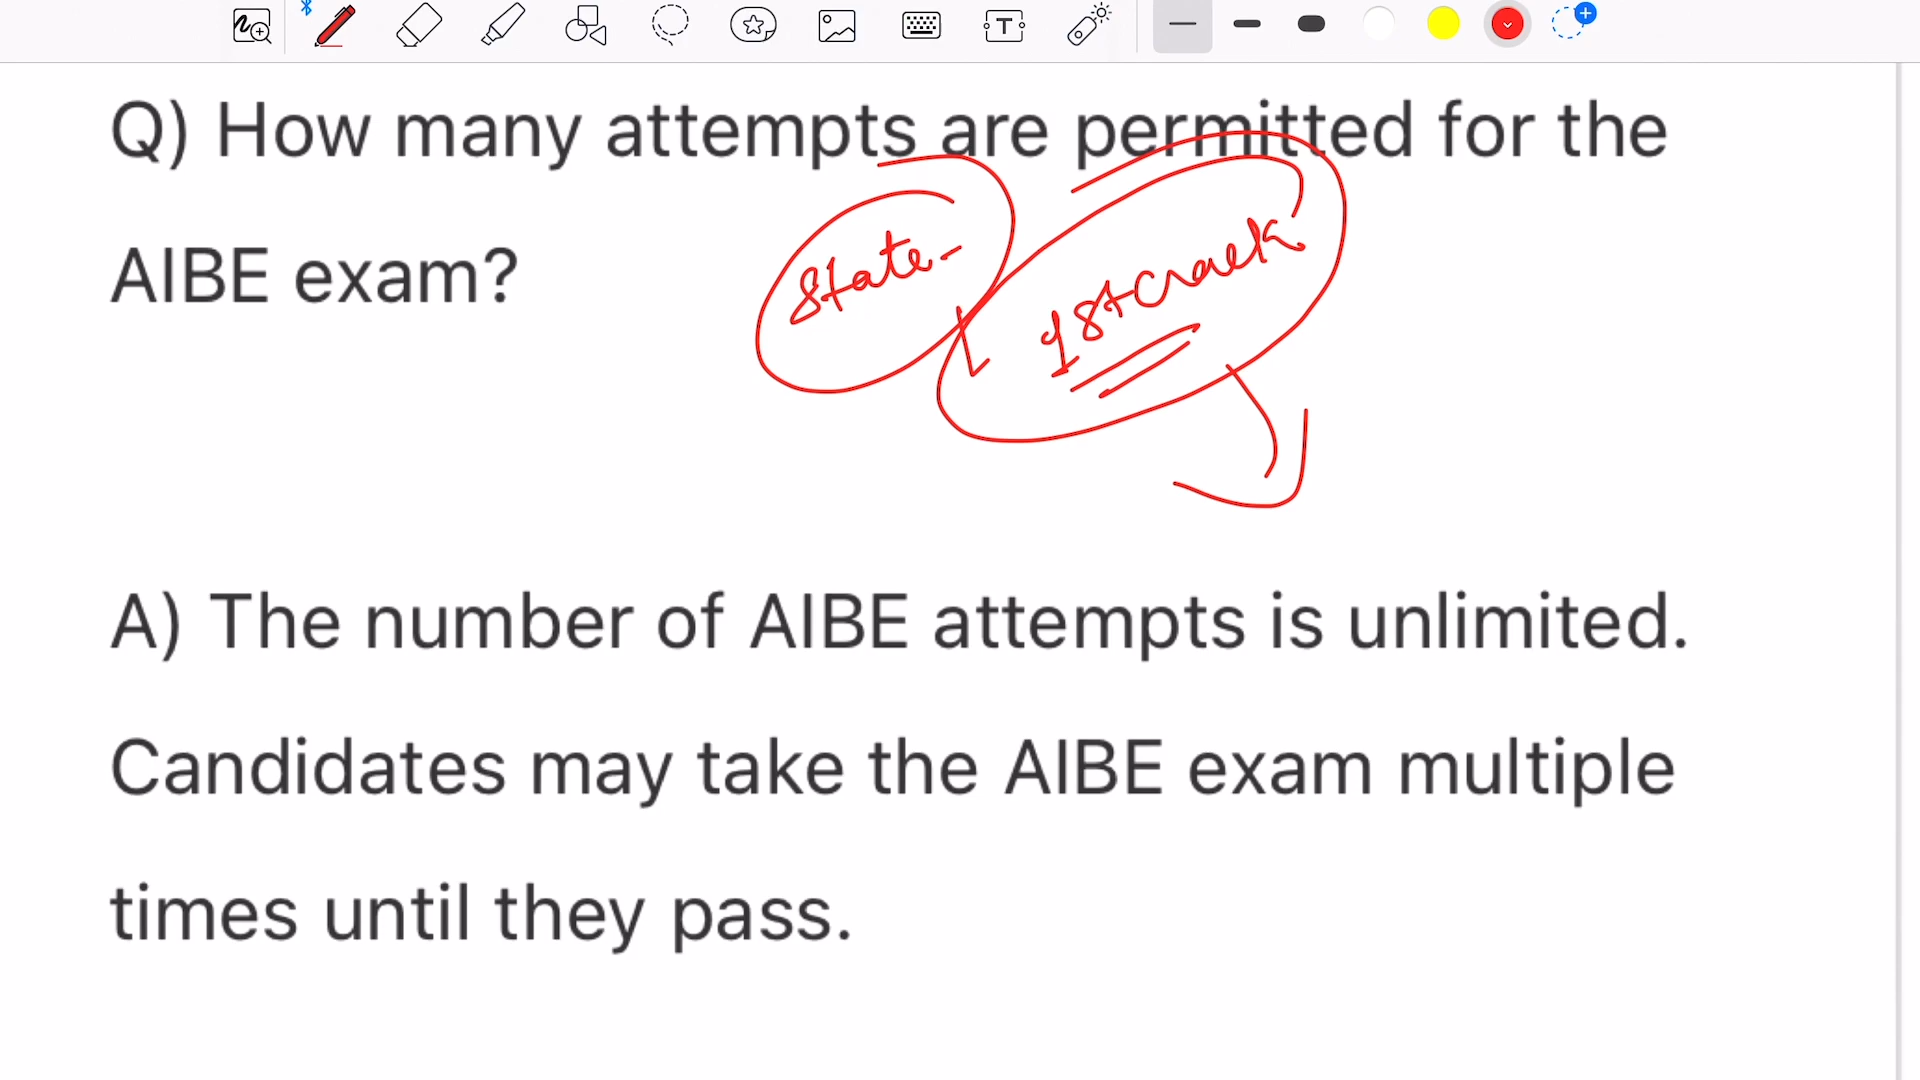 Q) How many attempts are permitted for the
AIBE exam?
State-
1st Crack
A) The number of AIBE attempts is unlimited.
Candidates may take the AIBE exam multiple
times until they pass.